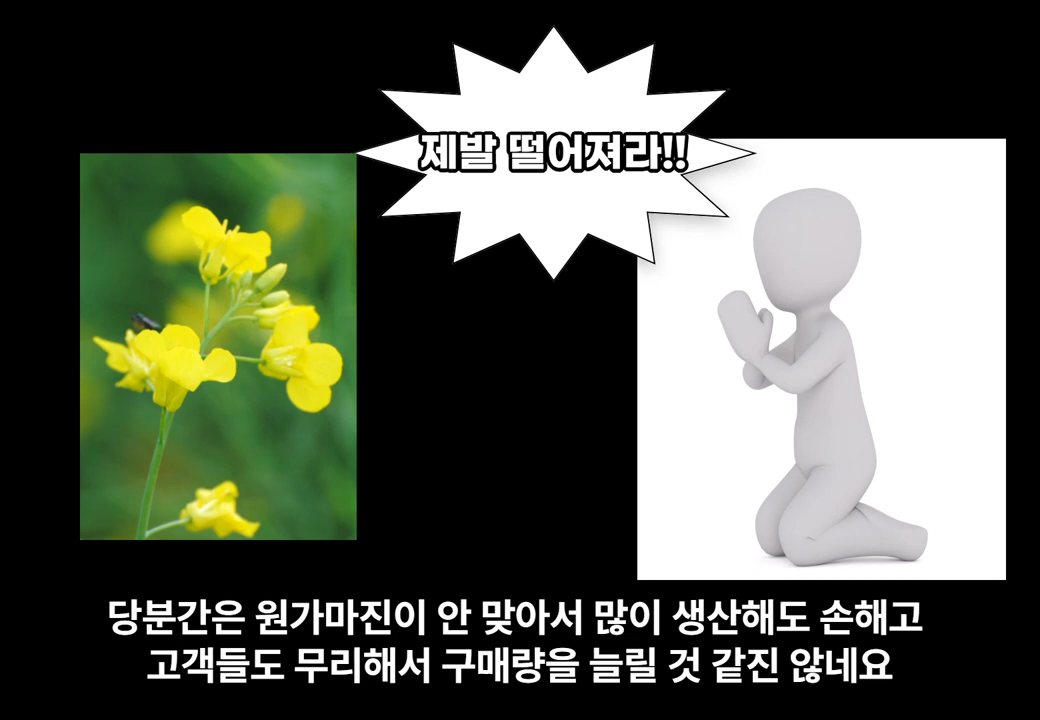 제발 떨어져라!!
당분간은 원가마진이 안 맞아서 많이 생산해도 손해고
고객들도 무리해서 구매량을 늘릴 것 같진 않네요